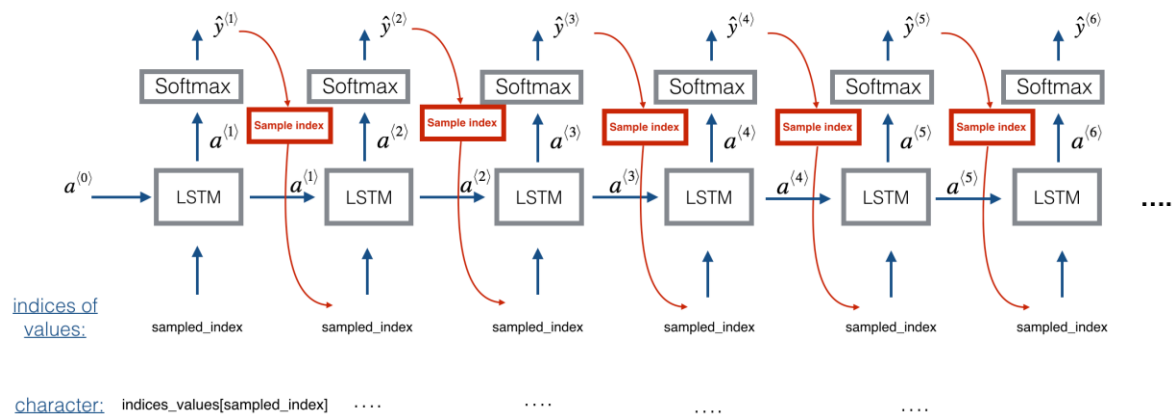 ŷ⟨1⟩ ŷ⟨2⟩ ŷ⟨3⟩ ŷ⟨4⟩ ŷ⟨5⟩ ŷ⟨6⟩
Softmax Softmax Softmax Softmax Softmax Softmax
Sample index Sample index Sample index Sample index Sample index
a⟨1⟩ a⟨2⟩ a⟨3⟩ a⟨4⟩ a⟨5⟩ a⟨6⟩
a⟨0⟩ a⟨1⟩ a⟨2⟩ a⟨3⟩ a⟨4⟩ a⟨5⟩
LSTM LSTM LSTM LSTM LSTM LSTM ....
indices of
values: sampled_index sampled_index sampled_index sampled_index sampled_index sampled_index
character: indices_values[sampled_index] .... .... .... ....